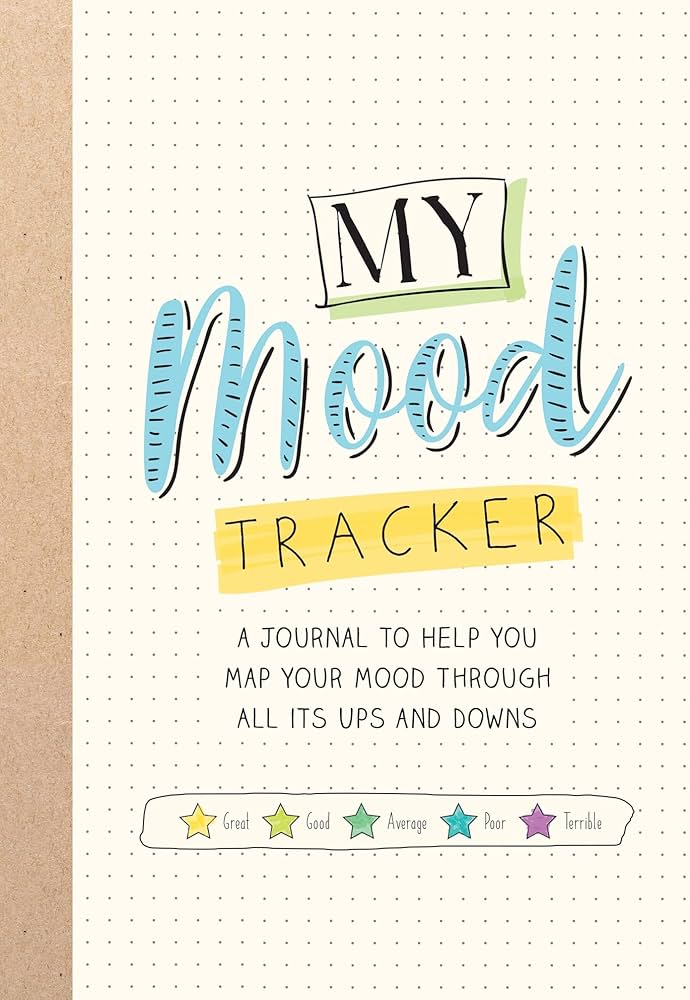 MY
Mood
TRACKER
A JOURNAL TO HELP YOU
MAP YOUR MOOD THROUGH
ALL ITS UPS AND DOWNS
Great Good Average Poor Terrible